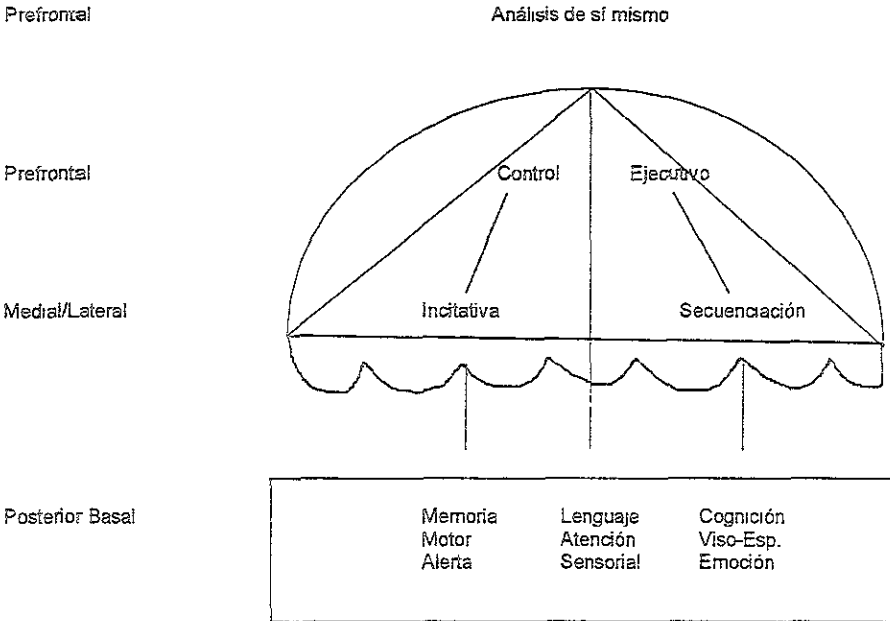 Prefrontal Análisis de sí mismo
Prefrontal Control Ejecutivo
Medial/Lateral Incitativa Secuenciación
Posterior Basal Memoria Lenguaje Cognición
Motor Atención Viso-Esp.
Alerta Sensorial Emoción